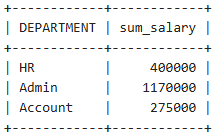 +------------+------------+
| DEPARTMENT | sum_salary |
+------------+------------+
| HR         |     400000 |
| Admin      |    1170000 |
| Account    |     275000 |
+------------+------------+